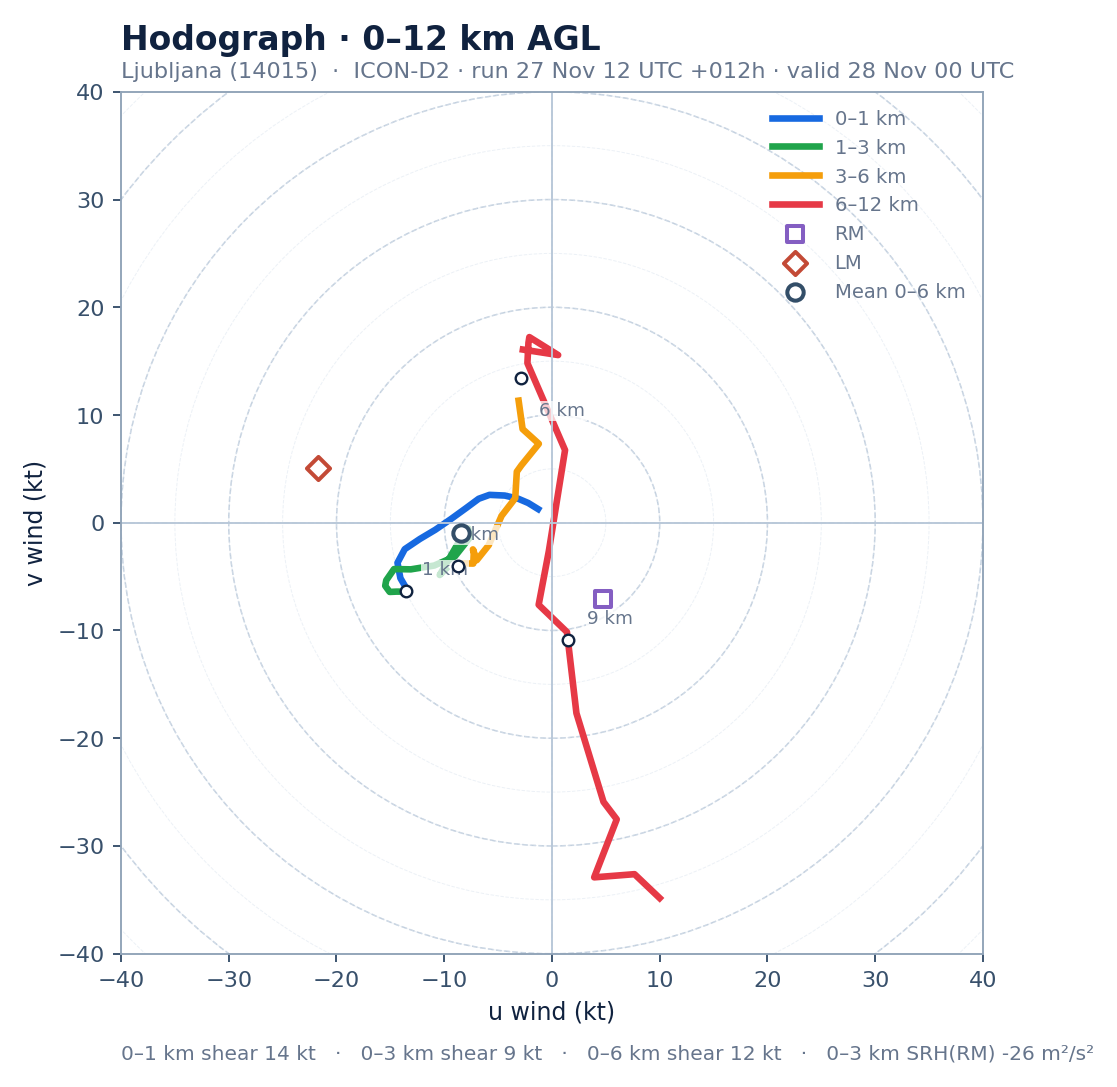 Hodograph · 0–12 km AGL
Ljubljana (14015) · ICON-D2 · run 27 Nov 12 UTC +012h · valid 28 Nov 00 UTC
40
30
20
10
0
−10
−20
−30
−40
v wind (kt)
0–1 km
1–3 km
3–6 km
6–12 km
RM
LM
Mean 0–6 km
6 km
km
1 km
9 km
−40 −30 −20 −10 0 10 20 30 40
u wind (kt)
0–1 km shear 14 kt · 0–3 km shear 9 kt · 0–6 km shear 12 kt · 0–3 km SRH(RM) -26 m²/s²